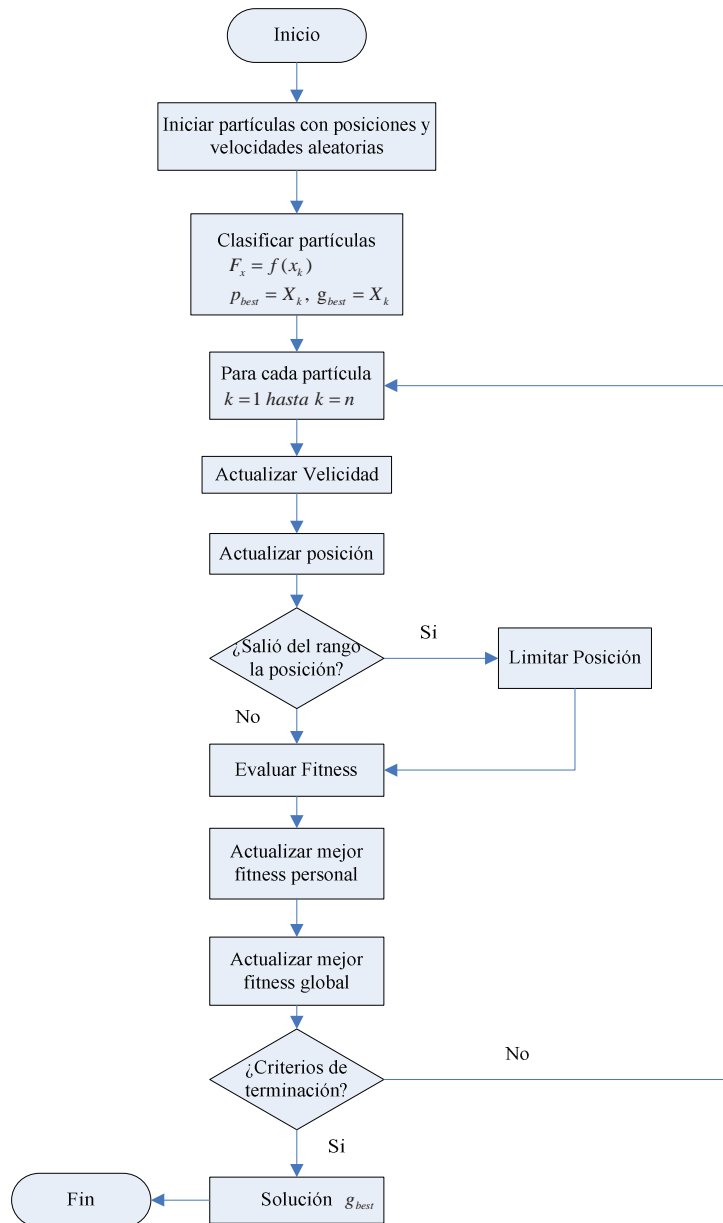 Inicio
Iniciar partículas con posiciones y
velocidades aleatorias
Clasificar partículas
F_x = f(x_k)
p_best = X_k, g_best = X_k
Para cada partícula
k = 1 hasta k = n
Actualizar Velicidad
Actualizar posición
¿Salió del rango
la posición?
Si
Limitar Posición
No
Evaluar Fitness
Actualizar mejor
fitness personal
Actualizar mejor
fitness global
¿Criterios de
terminación?
No
Si
Solución g_best
Fin